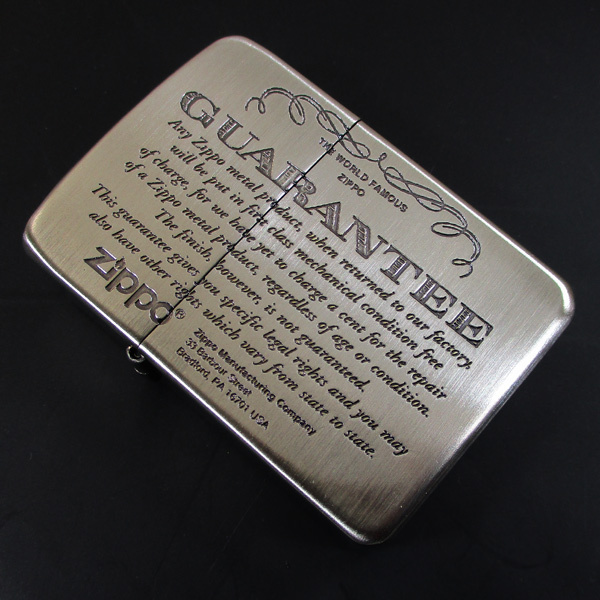 THE WORLD FAMOUS
ZIPPO
GUARANTEE
Any Zippo metal product, when returned to our factory,
will be put in first class mechanical condition free
of charge, for we have yet to charge a cent for the repair
of a Zippo metal product, regardless of age or condition.
The finish, however, is not guaranteed.
This guarantee gives you specific legal rights and you may
also have other rights which vary from state to state.
Zippo®
Zippo Manufacturing Company
33 Barbour Street
Bradford, PA 16701 USA